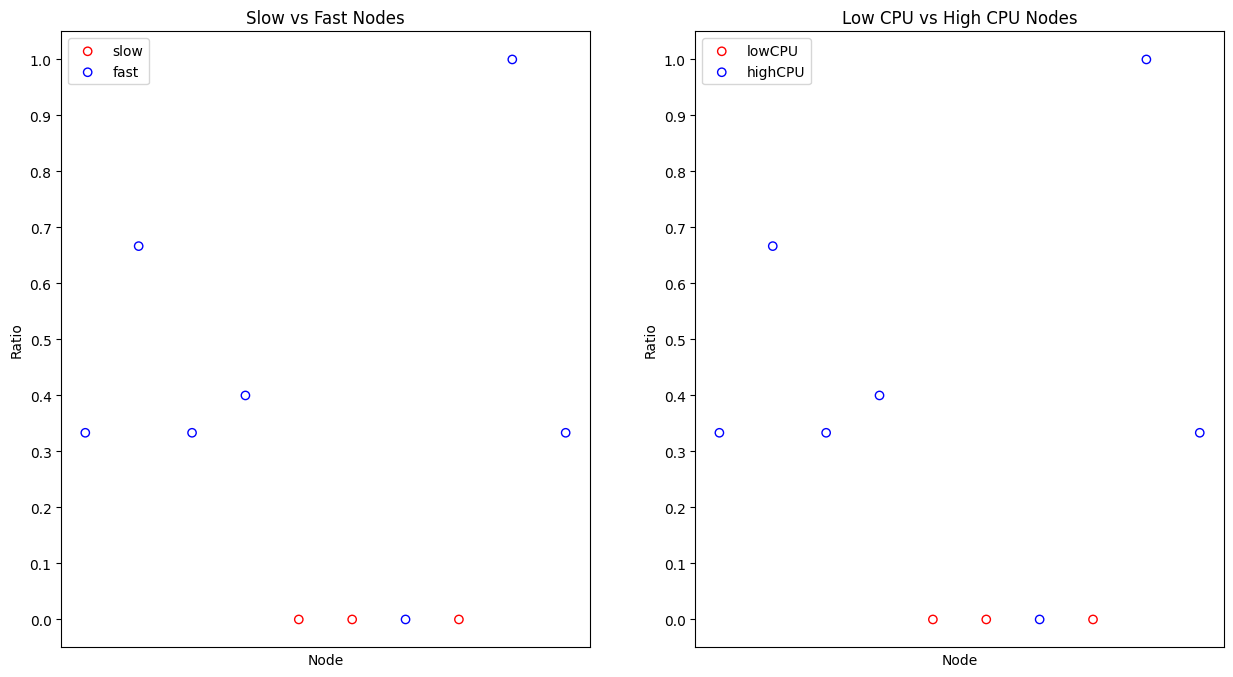 Slow vs Fast Nodes
slow
fast
1.0
0.9
0.8
0.7
0.6
0.5
0.4
0.3
0.2
0.1
0.0
Ratio
Node
Low CPU vs High CPU Nodes
lowCPU
highCPU
1.0
0.9
0.8
0.7
0.6
0.5
0.4
0.3
0.2
0.1
0.0
Ratio
Node